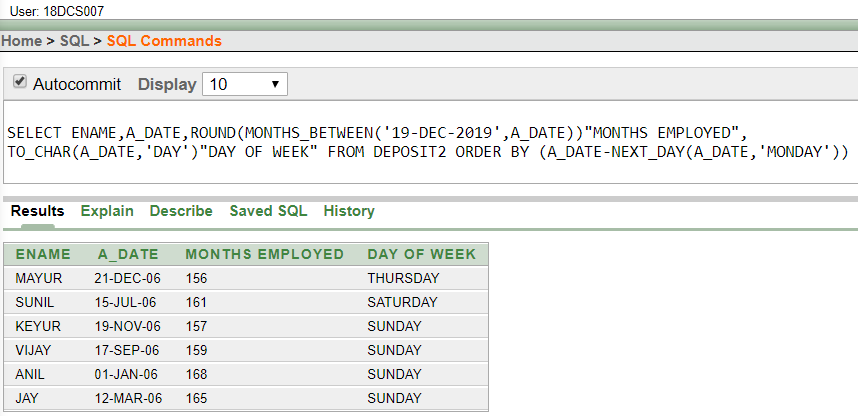 User: 18DCS007
Home > SQL > SQL Commands
Autocommit Display 10
SELECT ENAME,A_DATE,ROUND(MONTHS_BETWEEN('19-DEC-2019',A_DATE))"MONTHS EMPLOYED",
TO_CHAR(A_DATE,'DAY')"DAY OF WEEK" FROM DEPOSIT2 ORDER BY (A_DATE-NEXT_DAY(A_DATE,'MONDAY'))
Results Explain Describe Saved SQL History
ENAME A_DATE MONTHS EMPLOYED DAY OF WEEK
MAYUR 21-DEC-06 156 THURSDAY
SUNIL 15-JUL-06 161 SATURDAY
KEYUR 19-NOV-06 157 SUNDAY
VIJAY 17-SEP-06 159 SUNDAY
ANIL 01-JAN-06 168 SUNDAY
JAY 12-MAR-06 165 SUNDAY